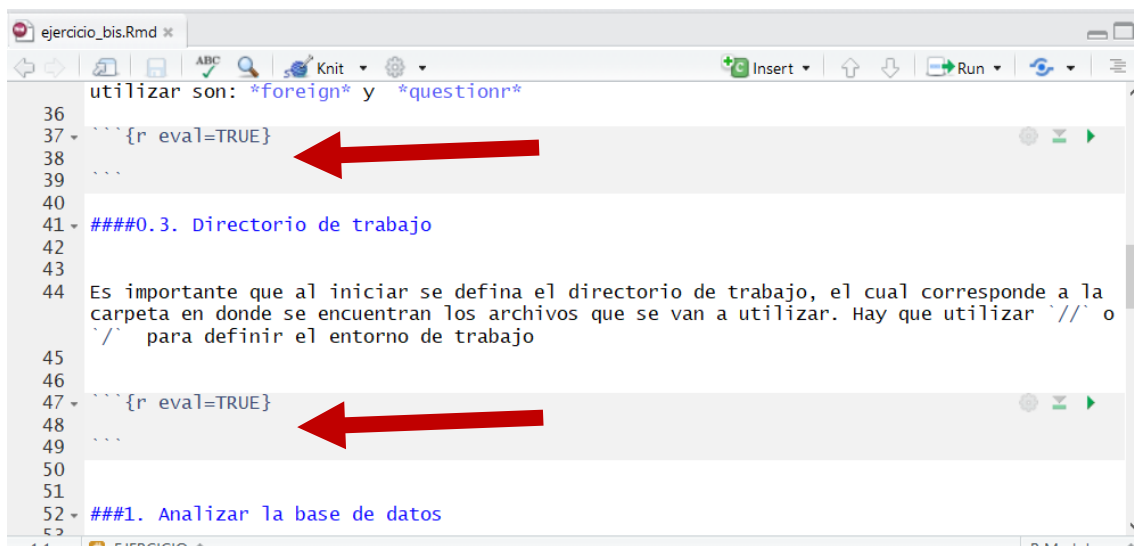 ejercicio_bis.Rmd
ABC Knit Insert Run
utilizar son: *foreign* y *questionr*
36
37 ```{r eval=TRUE}
38
39 ```
40
41 ####0.3. Directorio de trabajo
42
43
44 Es importante que al iniciar se defina el directorio de trabajo, el cual corresponde a la
carpeta en donde se encuentran los archivos que se van a utilizar. Hay que utilizar `//` o
`/` para definir el entorno de trabajo
45
46
47 ```{r eval=TRUE}
48
49 ```
50
51
52 ###1. Analizar la base de datos
53